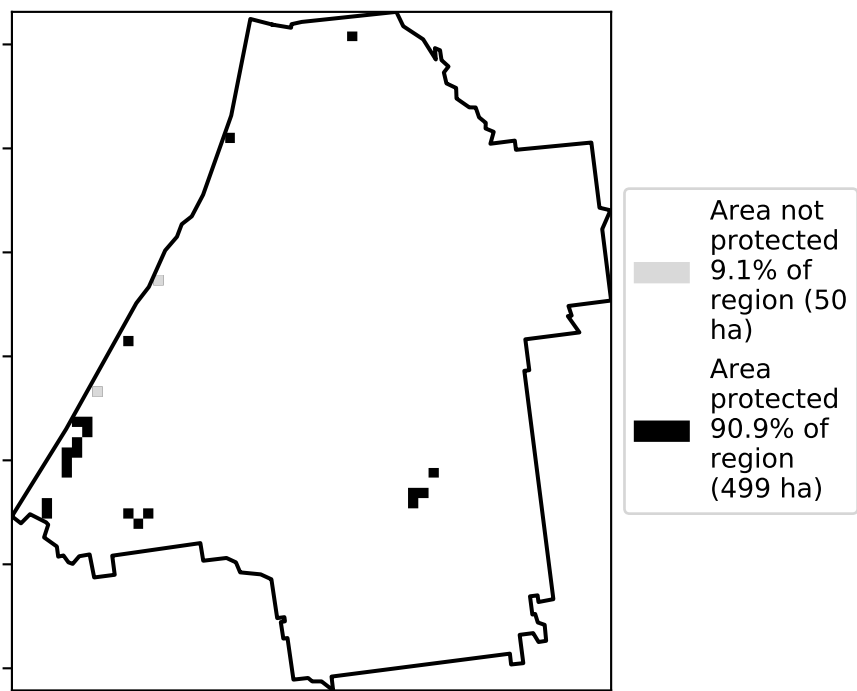 Area not
protected
9.1% of
region (50
ha)
Area
protected
90.9% of
region
(499 ha)